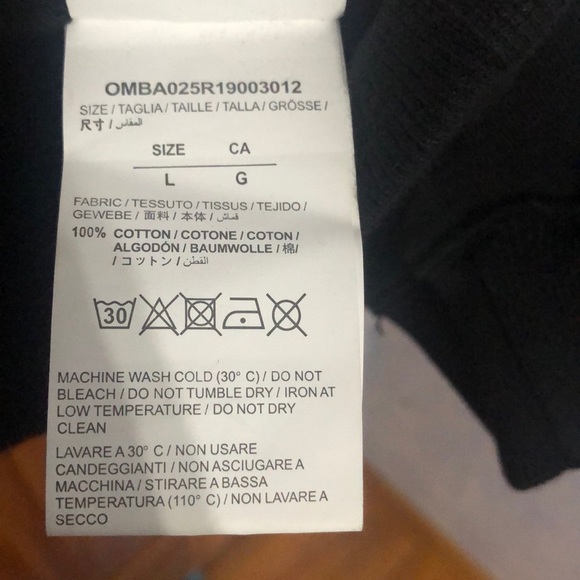 OMBA025R19003012
SIZE / TAGLIA / TAILLE / TALLA / GRÖSSE /
尺寸 / المقاس
SIZE CA
L G
FABRIC / TESSUTO / TISSUS / TEJIDO /
GEWEBE / 面料 / 本体 / قماش
100% COTTON / COTONE / COTON /
ALGODÓN / BAUMWOLLE / 棉/
/ コットン / القطن
30
MACHINE WASH COLD (30° C) / DO NOT
BLEACH / DO NOT TUMBLE DRY / IRON AT
LOW TEMPERATURE / DO NOT DRY
CLEAN
LAVARE A 30° C / NON USARE
CANDEGGIANTI / NON ASCIUGARE A
MACCHINA / STIRARE A BASSA
TEMPERATURA (110° C) / NON LAVARE A
SECCO